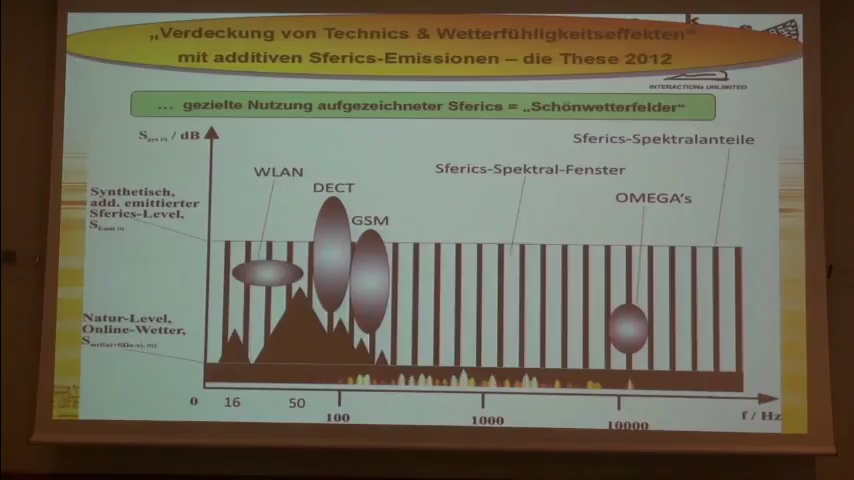 „Verdeckung von Technics & Wetterfühligkeitseffekten"
mit additiven Sferics-Emissionen – die These 2012
INTERACTIONs UNLIMITED
... gezielte Nutzung aufgezeichneter Sferics = „Schönwetterfelder"
/ dB
Sferics-Spektralanteile
WLAN
Sferics-Spektral-Fenster
DECT
Synthetisch,
add. emittierter
Sferics-Level,
OMEGA's
GSM
Natur-Level,
Online-Wetter,
0
16
50
100
1000
10000
f / Hz